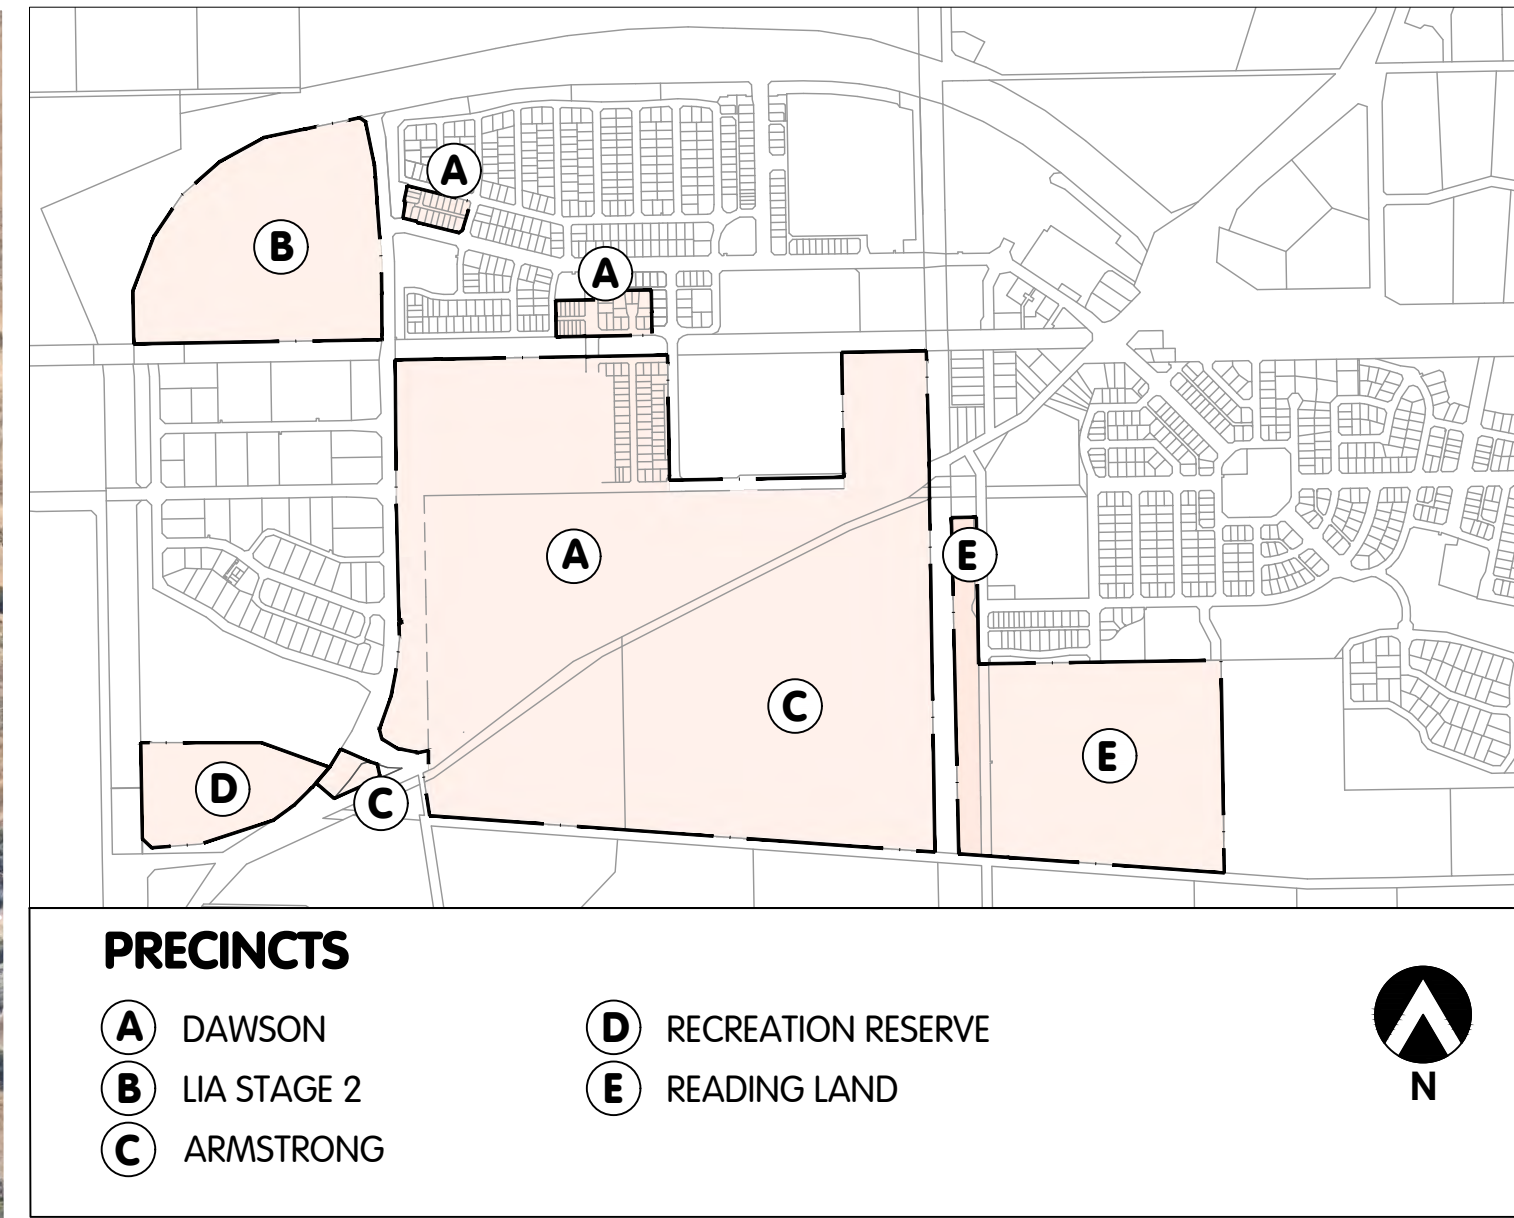 A
B
A
A
E
C
E
D
C
PRECINCTS
A DAWSON
D RECREATION RESERVE
B LIA STAGE 2
E READING LAND
C ARMSTRONG
N